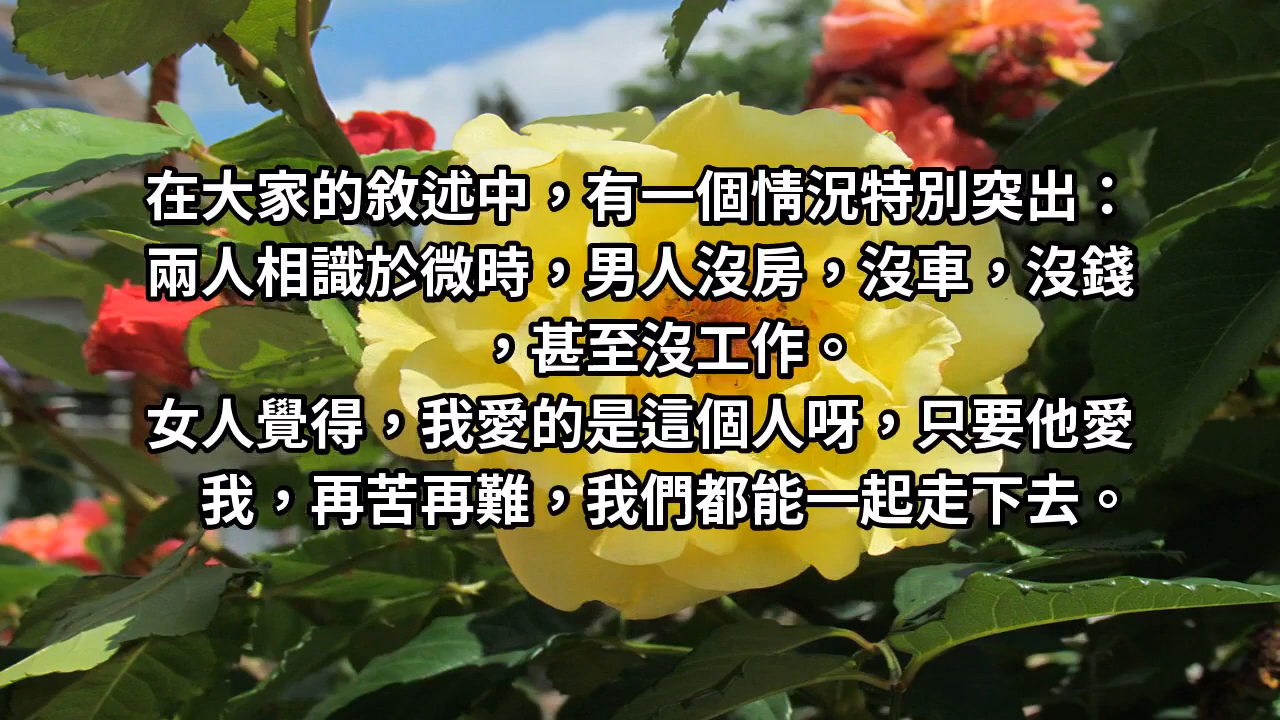 在大家的敘述中，有一個情況特別突出：
兩人相識於微時，男人沒房，沒車，沒錢
，甚至沒工作。
女人覺得，我愛的是這個人呀，只要他愛
我，再苦再難，我們都能一起走下去。